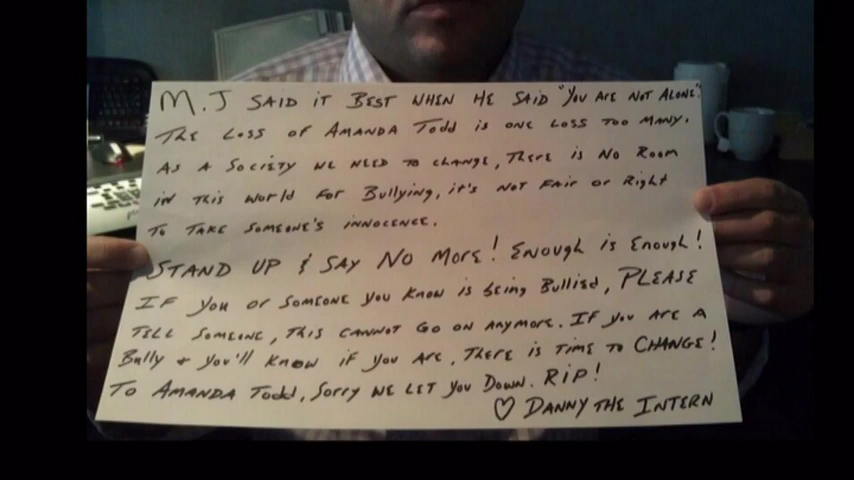 M.J SAID IT BEST WHEN HE SAID "YOU ARE NOT ALONE".
THE LOSS OF AMANDA TODD IS ONE LOSS TOO MANY.
AS A SOCIETY WE NEED TO CHANGE, THERE IS NO ROOM
IN THIS WORLD FOR BULLYING, IT'S NOT FAIR OR RIGHT
TO TAKE SOMEONE'S INNOCENCE.
STAND UP & SAY NO MORE! ENOUGH IS ENOUGH!
IF YOU OR SOMEONE YOU KNOW IS BEING BULLIED, PLEASE
TELL SOMEONE, THIS CANNOT GO ON ANYMORE. IF YOU ARE A
BULLY & YOU'LL KNOW IF YOU ARE, THERE IS TIME TO CHANGE!
TO AMANDA TODD, SORRY WE LET YOU DOWN. RIP!
♡ DANNY THE INTERN